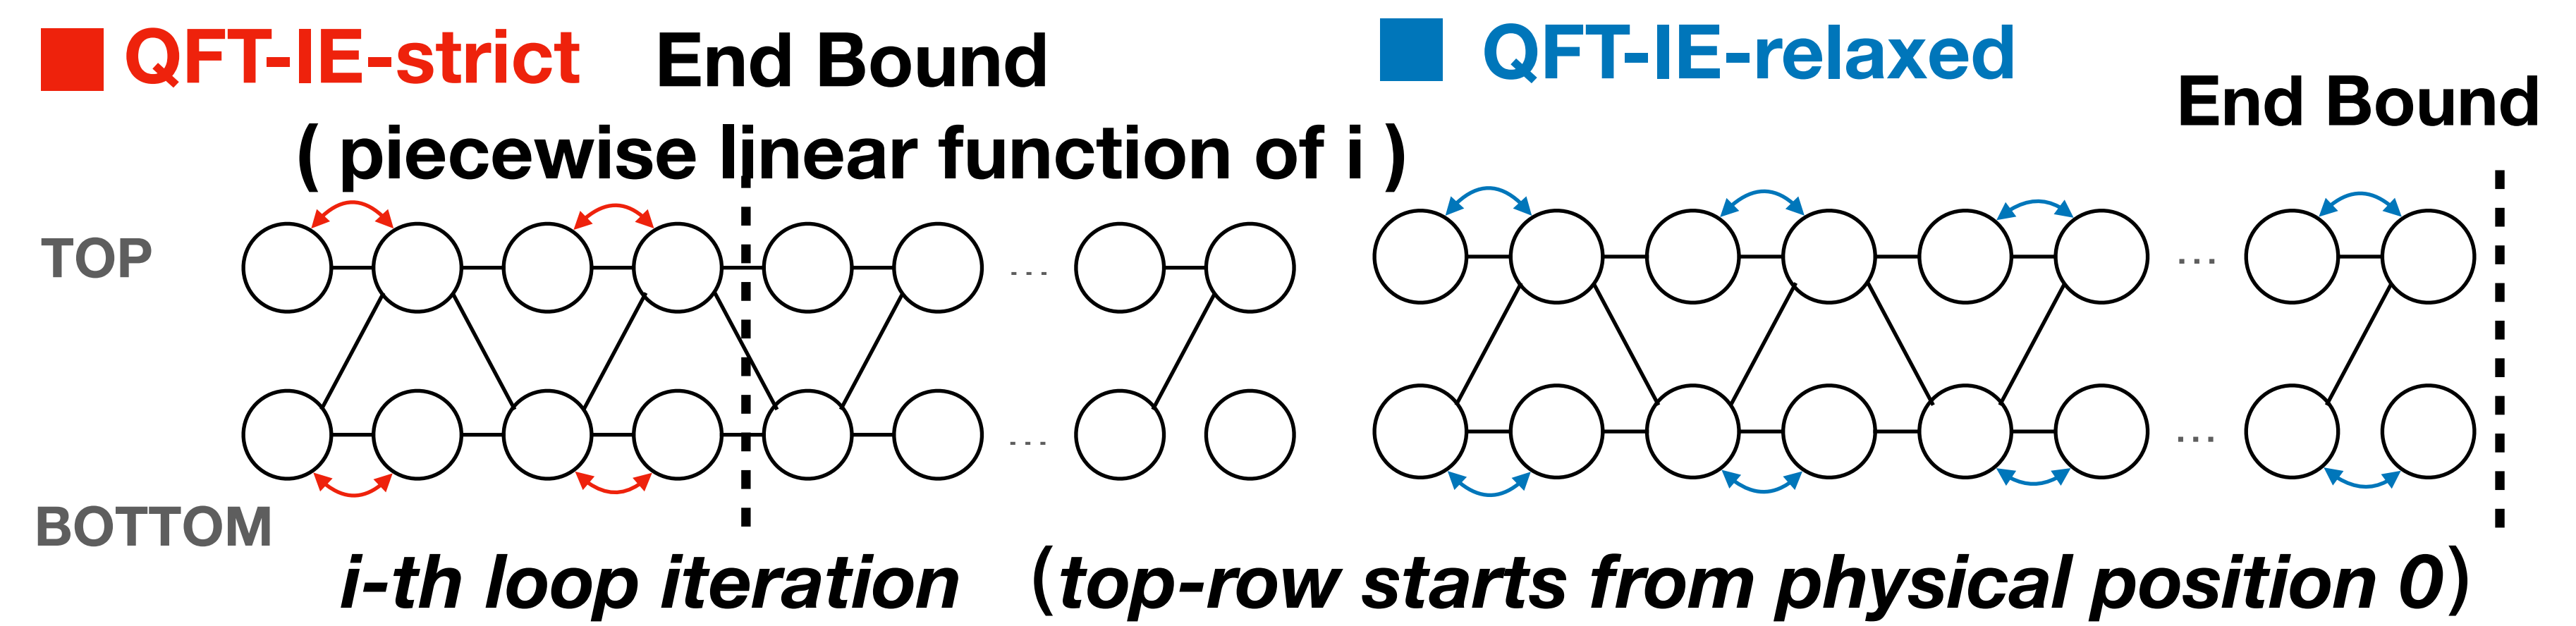 QFT-IE-strict
End Bound
( piecewise linear function of i )
QFT-IE-relaxed
End Bound
TOP
...
...
BOTTOM
...
...
i-th loop iteration (top-row starts from physical position 0)